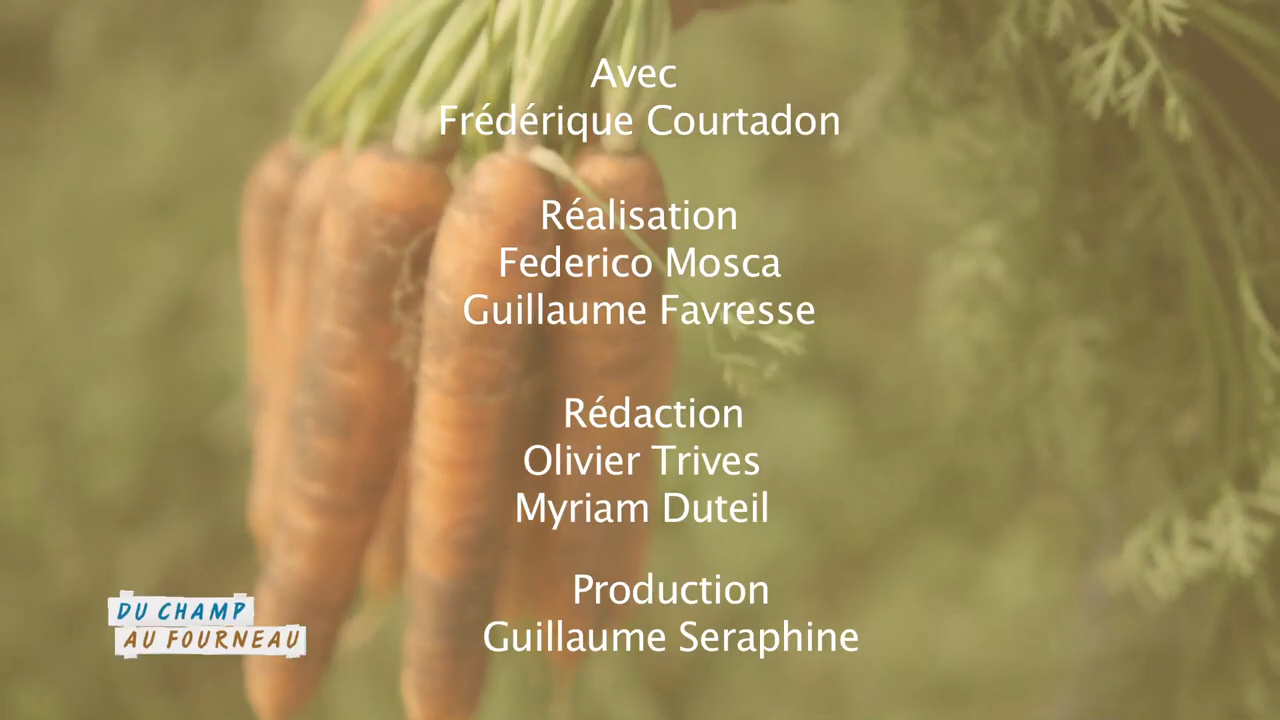 Avec
Frédérique Courtadon
Réalisation
Federico Mosca
Guillaume Favresse
Rédaction
Olivier Trives
Myriam Duteil
Production
Guillaume Seraphine
DU CHAMP
AU FOURNEAU